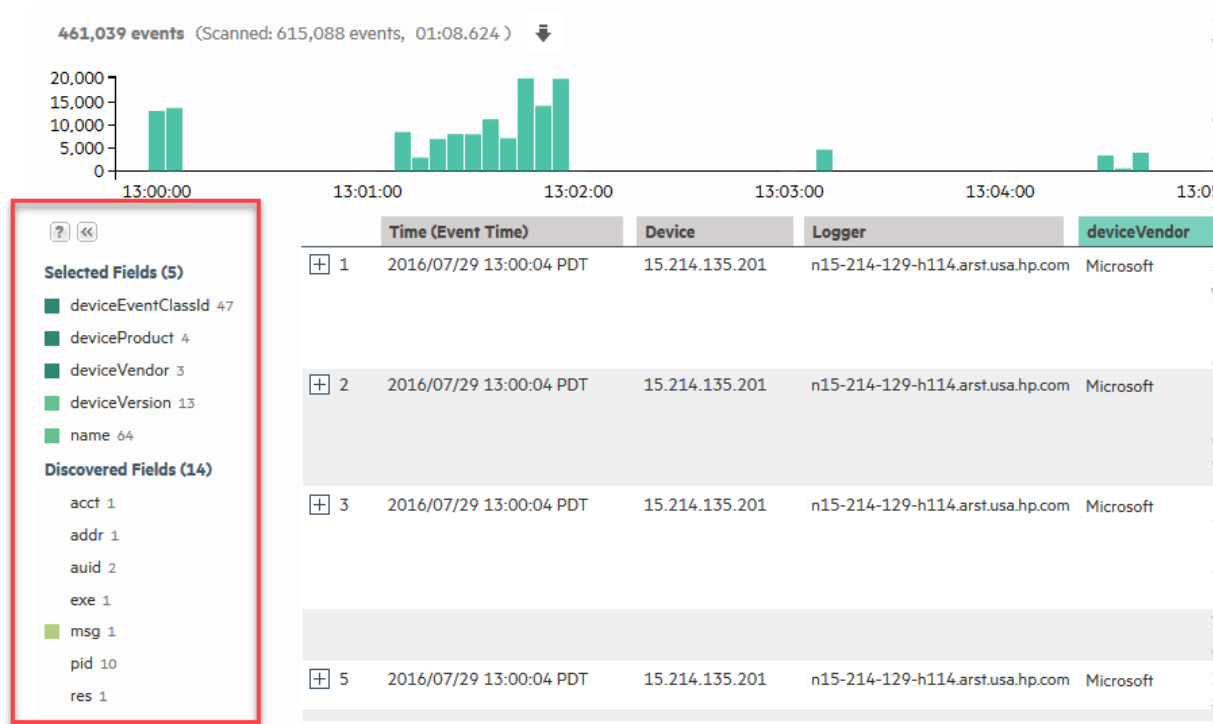 461,039 events (Scanned: 615,088 events, 01:08.624 )
20,000
15,000
10,000
5,000
0
13:00:00 13:01:00 13:02:00 13:03:00 13:04:00
? «
Selected Fields (5)
deviceEventClassId 47
deviceProduct 4
deviceVendor 3
deviceVersion 13
name 64
Discovered Fields (14)
acct 1
addr 1
auid 2
exe 1
msg 1
pid 10
res 1
Time (Event Time) Device Logger deviceVendor
1 2016/07/29 13:00:04 PDT 15.214.135.201 n15-214-129-h114.arst.usa.hp.com Microsoft
2 2016/07/29 13:00:04 PDT 15.214.135.201 n15-214-129-h114.arst.usa.hp.com Microsoft
3 2016/07/29 13:00:04 PDT 15.214.135.201 n15-214-129-h114.arst.usa.hp.com Microsoft
5 2016/07/29 13:00:04 PDT 15.214.135.201 n15-214-129-h114.arst.usa.hp.com Microsoft